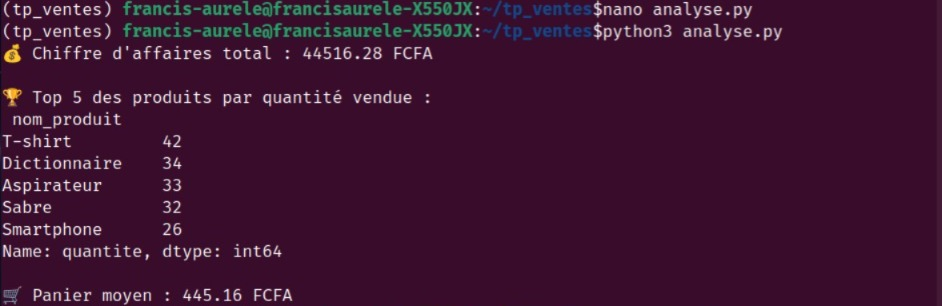 (tp_ventes) francis-aurele@francisaurele-X550JX:~/tp_ventes$nano analyse.py
(tp_ventes) francis-aurele@francisaurele-X550JX:~/tp_ventes$python3 analyse.py
💰 Chiffre d'affaires total : 44516.28 FCFA
🏆 Top 5 des produits par quantité vendue :
nom_produit
T-shirt 42
Dictionnaire 34
Aspirateur 33
Sabre 32
Smartphone 26
Name: quantite, dtype: int64
🛒 Panier moyen : 445.16 FCFA